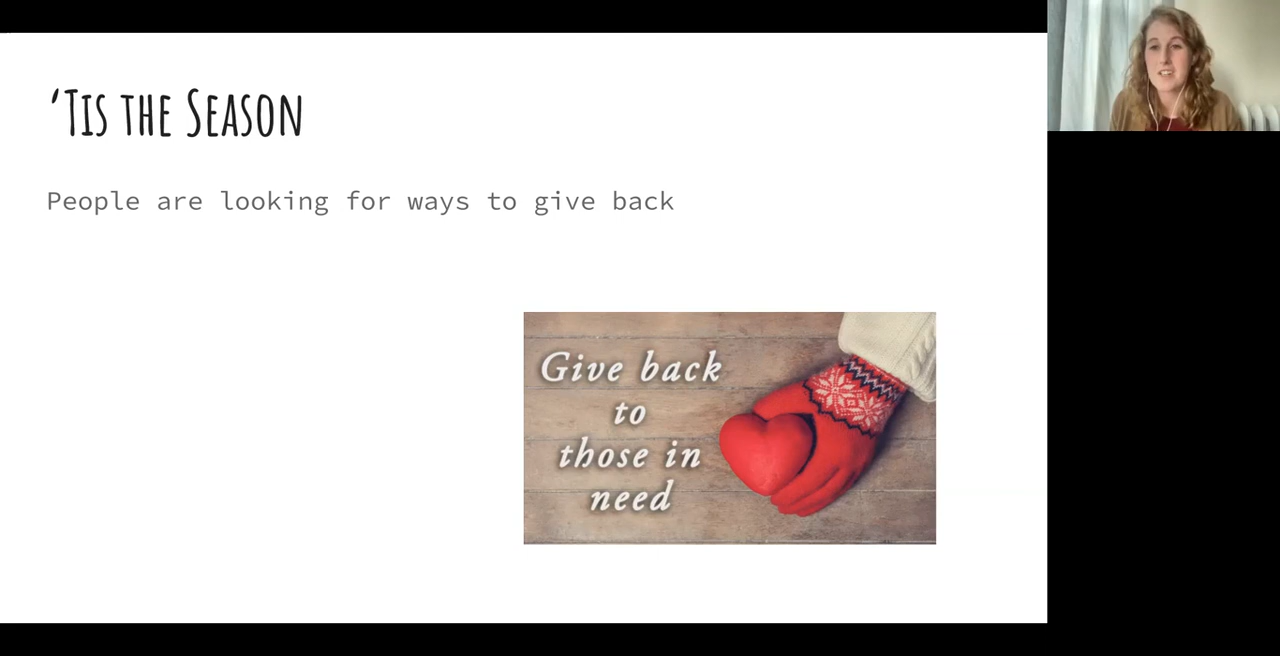 ‘Tis the Season
People are looking for ways to give back
Give back
to
those in
need